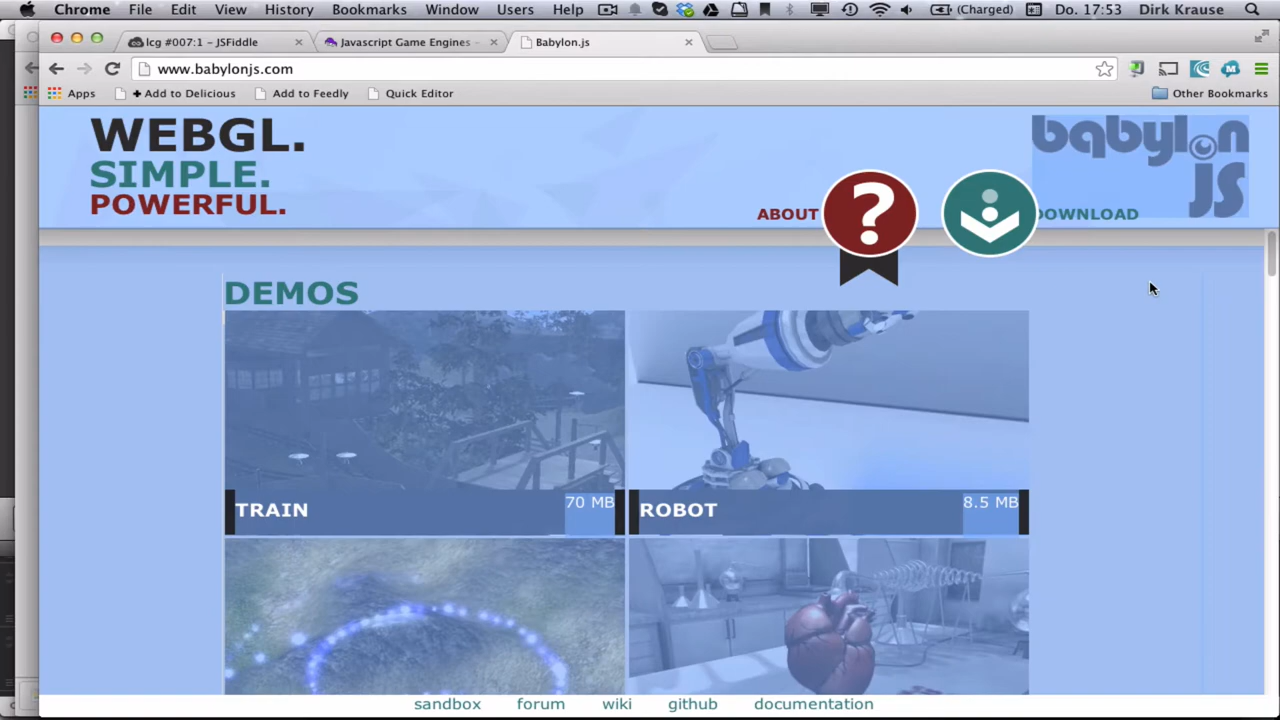 Chrome File Edit View History Bookmarks Window Users Help (Charged) Do. 17:53 Dirk Krause
lcg #007:1 - JSFiddle
Javascript Game Engines -
Babylon.js
www.babylonjs.com
Apps
+ Add to Delicious
Add to Feedly
Quick Editor
Other Bookmarks
WEBGL.
SIMPLE.
POWERFUL.
babylon
JS
ABOUT
?
DOWNLOAD
DEMOS
TRAIN
70 MB
ROBOT
8.5 MB
sandbox forum wiki github documentation